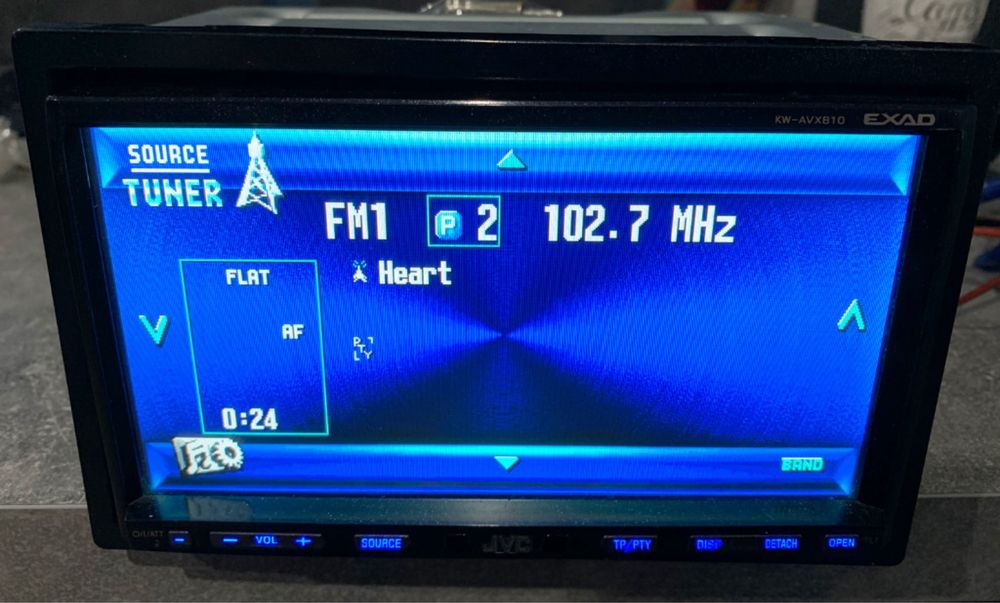 KW-AVX810 EXAD
SOURCE
TUNER
FM1 P 2 102.7 MHz
FLAT
Heart
AF
PTY
0:24
BAND
VOL
SOURCE
JVC
TP/PTY
DISP
DETACH
OPEN